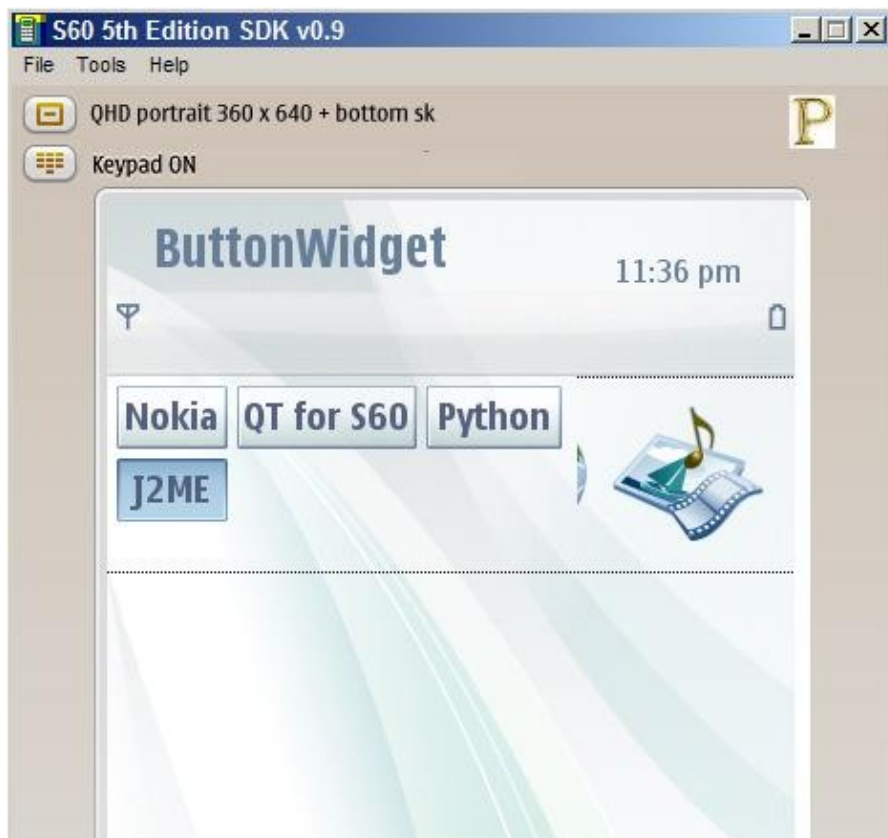 S60 5th Edition SDK v0.9
File Tools Help
QHD portrait 360 x 640 + bottom sk
P
Keypad ON
ButtonWidget
11:36 pm
Nokia QT for S60 Python
J2ME